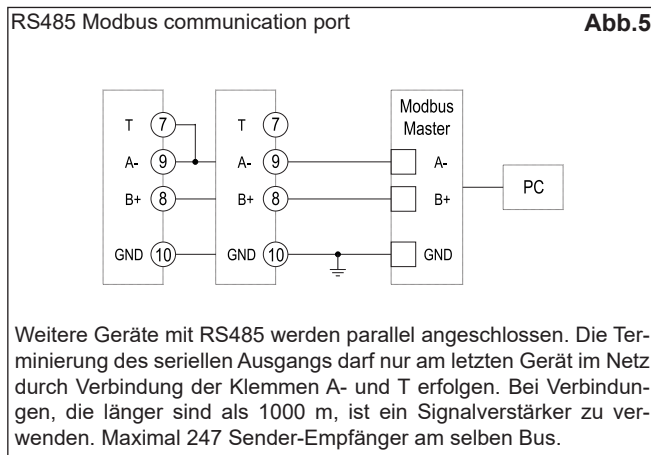 RS485 Modbus communication port Abb.5
T 7 T 7 Modbus Master
A- 9 A- 9 A-
B+ 8 B+ 8 B+ PC
GND 10 GND 10 GND
Weitere Geräte mit RS485 werden parallel angeschlossen. Die Ter-
minierung des seriellen Ausgangs darf nur am letzten Gerät im Netz
durch Verbindung der Klemmen A- und T erfolgen. Bei Verbindun-
gen, die länger sind als 1000 m, ist ein Signalverstärker zu ver-
wenden. Maximal 247 Sender-Empfänger am selben Bus.